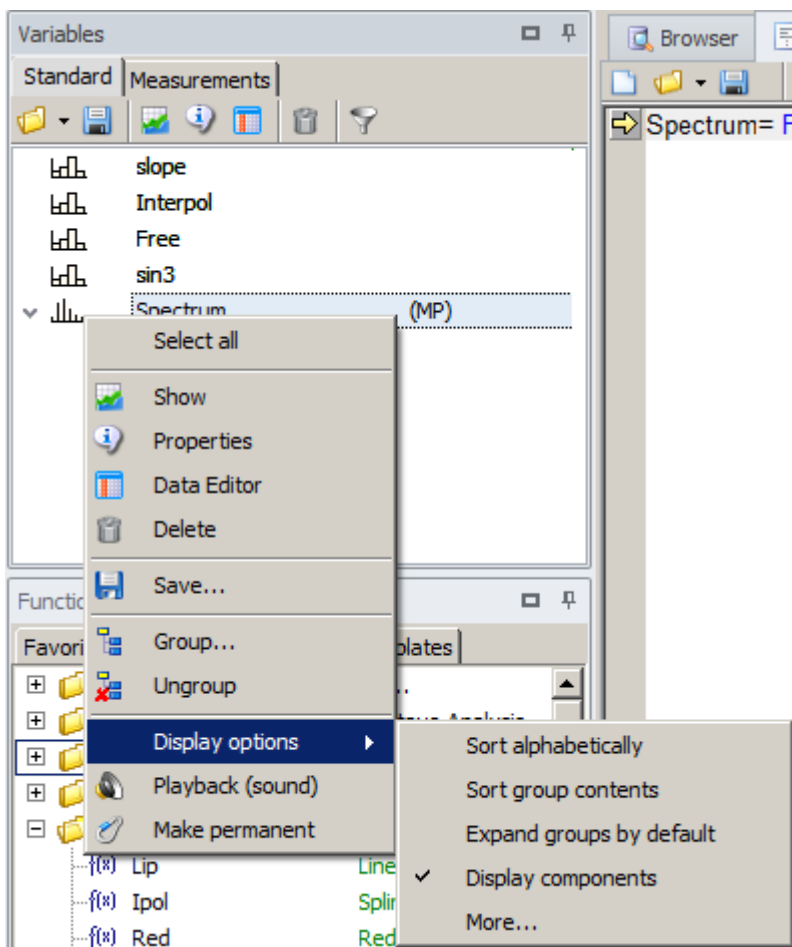 Variables
Browser
Standard
Measurements
Spectrum=
slope
Interpol
Free
sin3
Spectrum (MP)
Select all
Show
Properties
Data Editor
Delete
Save...
Group...
Ungroup
Display options
Playback (sound)
Make permanent
Sort alphabetically
Sort group contents
Expand groups by default
Display components
More...
f(x) Lip
f(x) Ipol
f(x) Red Red